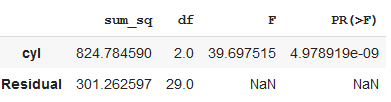 sum_sq df F PR(>F)
cyl 824.784590 2.0 39.697515 4.978919e-09
Residual 301.262597 29.0 NaN NaN